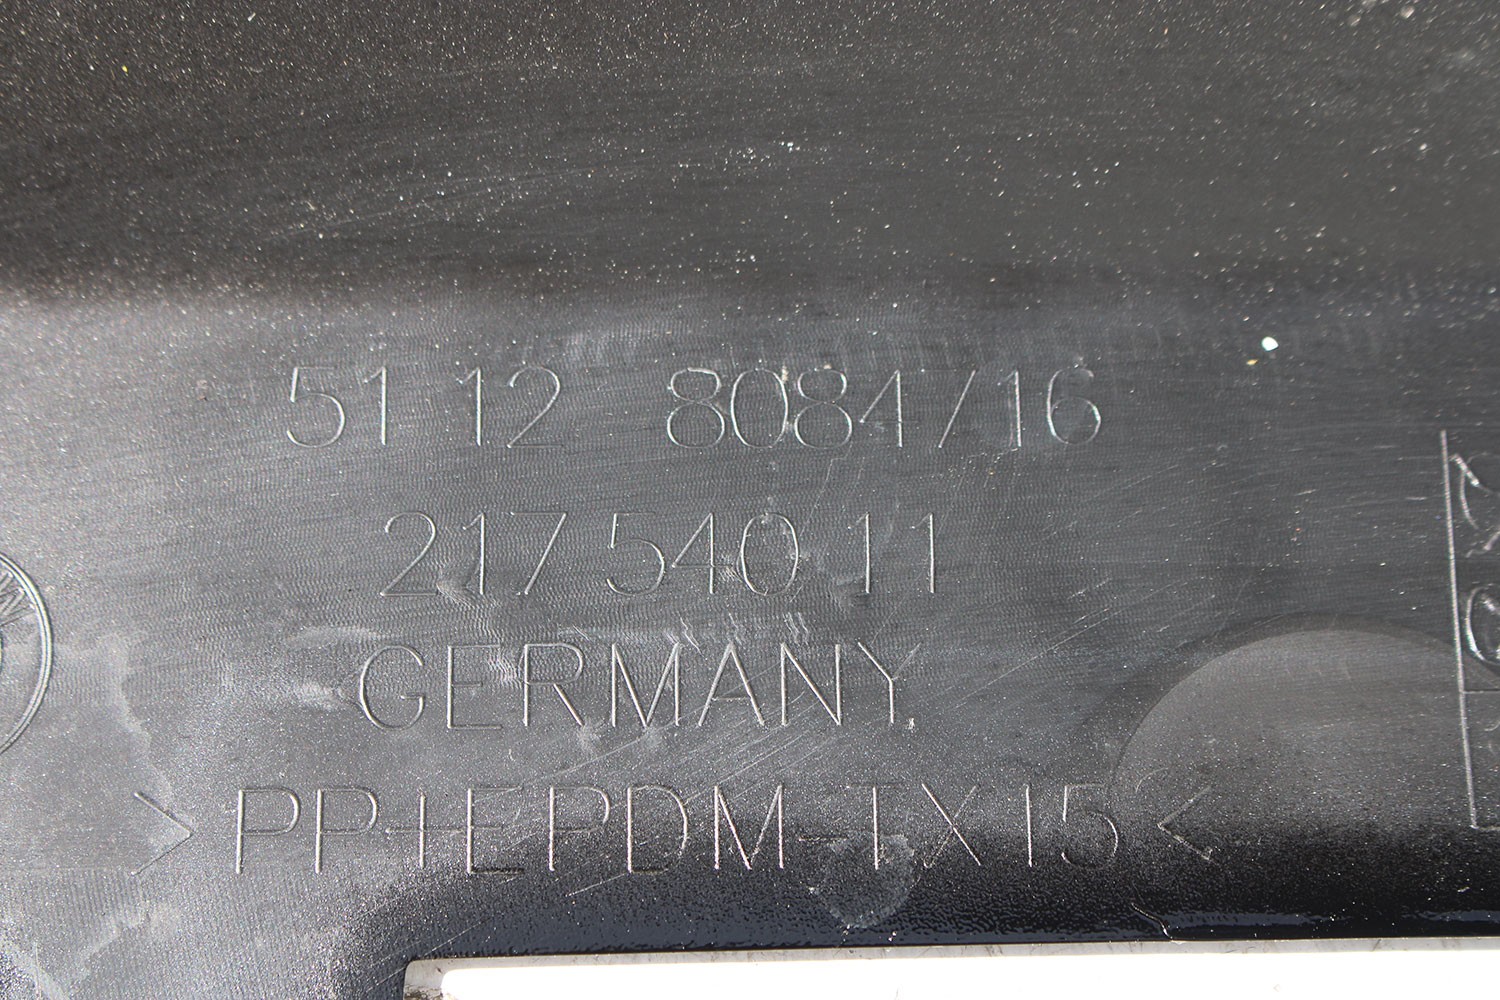 51 12 8084716
217 540 11
GERMANY
>PP+EPDM-TX15<